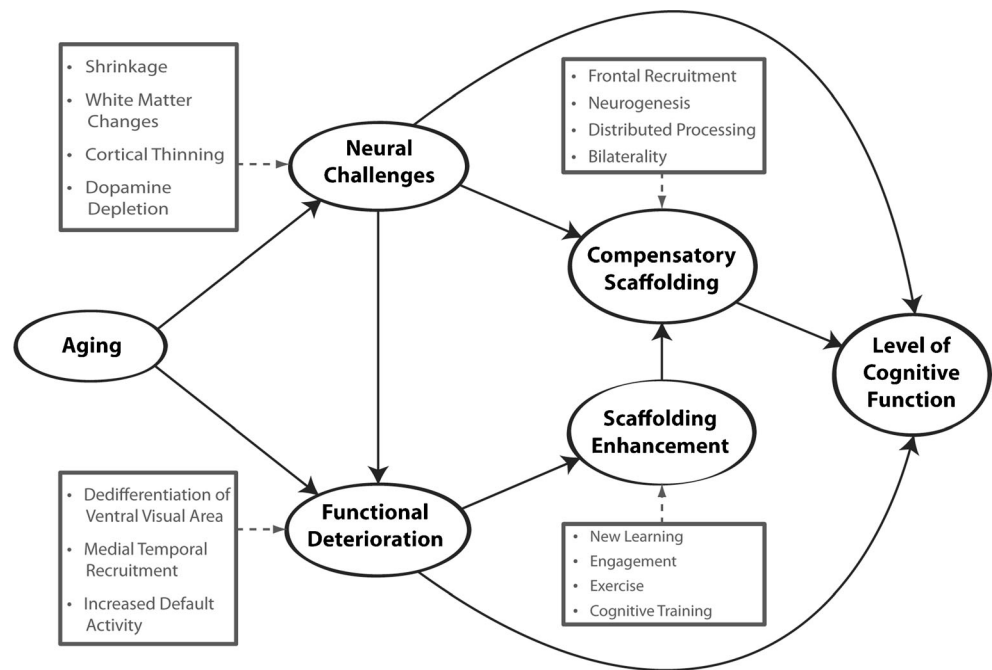 • Shrinkage
• White Matter
Changes
• Cortical Thinning
• Dopamine
Depletion
Neural
Challenges
• Frontal Recruitment
• Neurogenesis
• Distributed Processing
• Bilaterality
Compensatory
Scaffolding
Aging
Level of
Cognitive
Function
Scaffolding
Enhancement
• Dedifferentiation of
Ventral Visual Area
• Medial Temporal
Recruitment
• Increased Default
Activity
Functional
Deterioration
• New Learning
• Engagement
• Exercise
• Cognitive Training